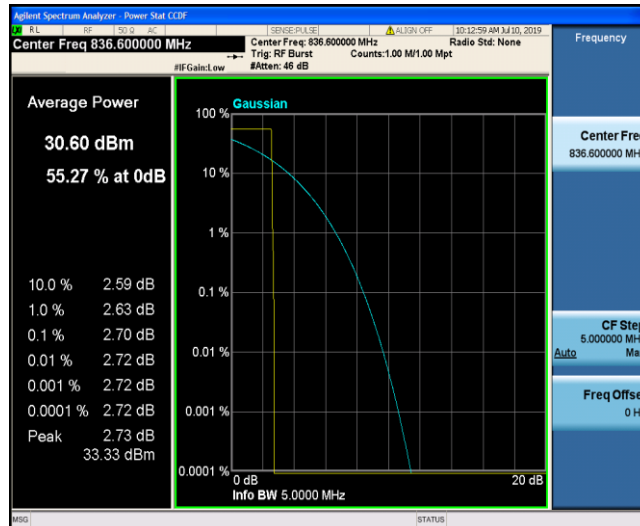 Agilent Spectrum Analyzer - Power Stat CCDF
RL RF 50 Ω AC SENSE:PULSE ALIGN OFF 10:12:59 AM Jul 10, 2019
Center Freq 836.600000 MHz
Center Freq: 836.600000 MHz Radio Std: None
Trig: RF Burst Counts:1.00 M/1.00 Mpt
#IFGain:Low #Atten: 46 dB
Frequency
Average Power
30.60 dBm
55.27 % at 0dB
10.0 % 2.59 dB
1.0 % 2.63 dB
0.1 % 2.70 dB
0.01 % 2.72 dB
0.001 % 2.72 dB
0.0001 % 2.72 dB
Peak 2.73 dB
33.33 dBm
Gaussian
100 %
10 %
1 %
0.1 %
0.01 %
0.001 %
0.0001 %
0 dB 20 dB
Info BW 5.0000 MHz
Center Fre
836.600000 MH
CF Step
5.000000 MH
Auto Ma
Freq Offse
0 H
MSG STATUS